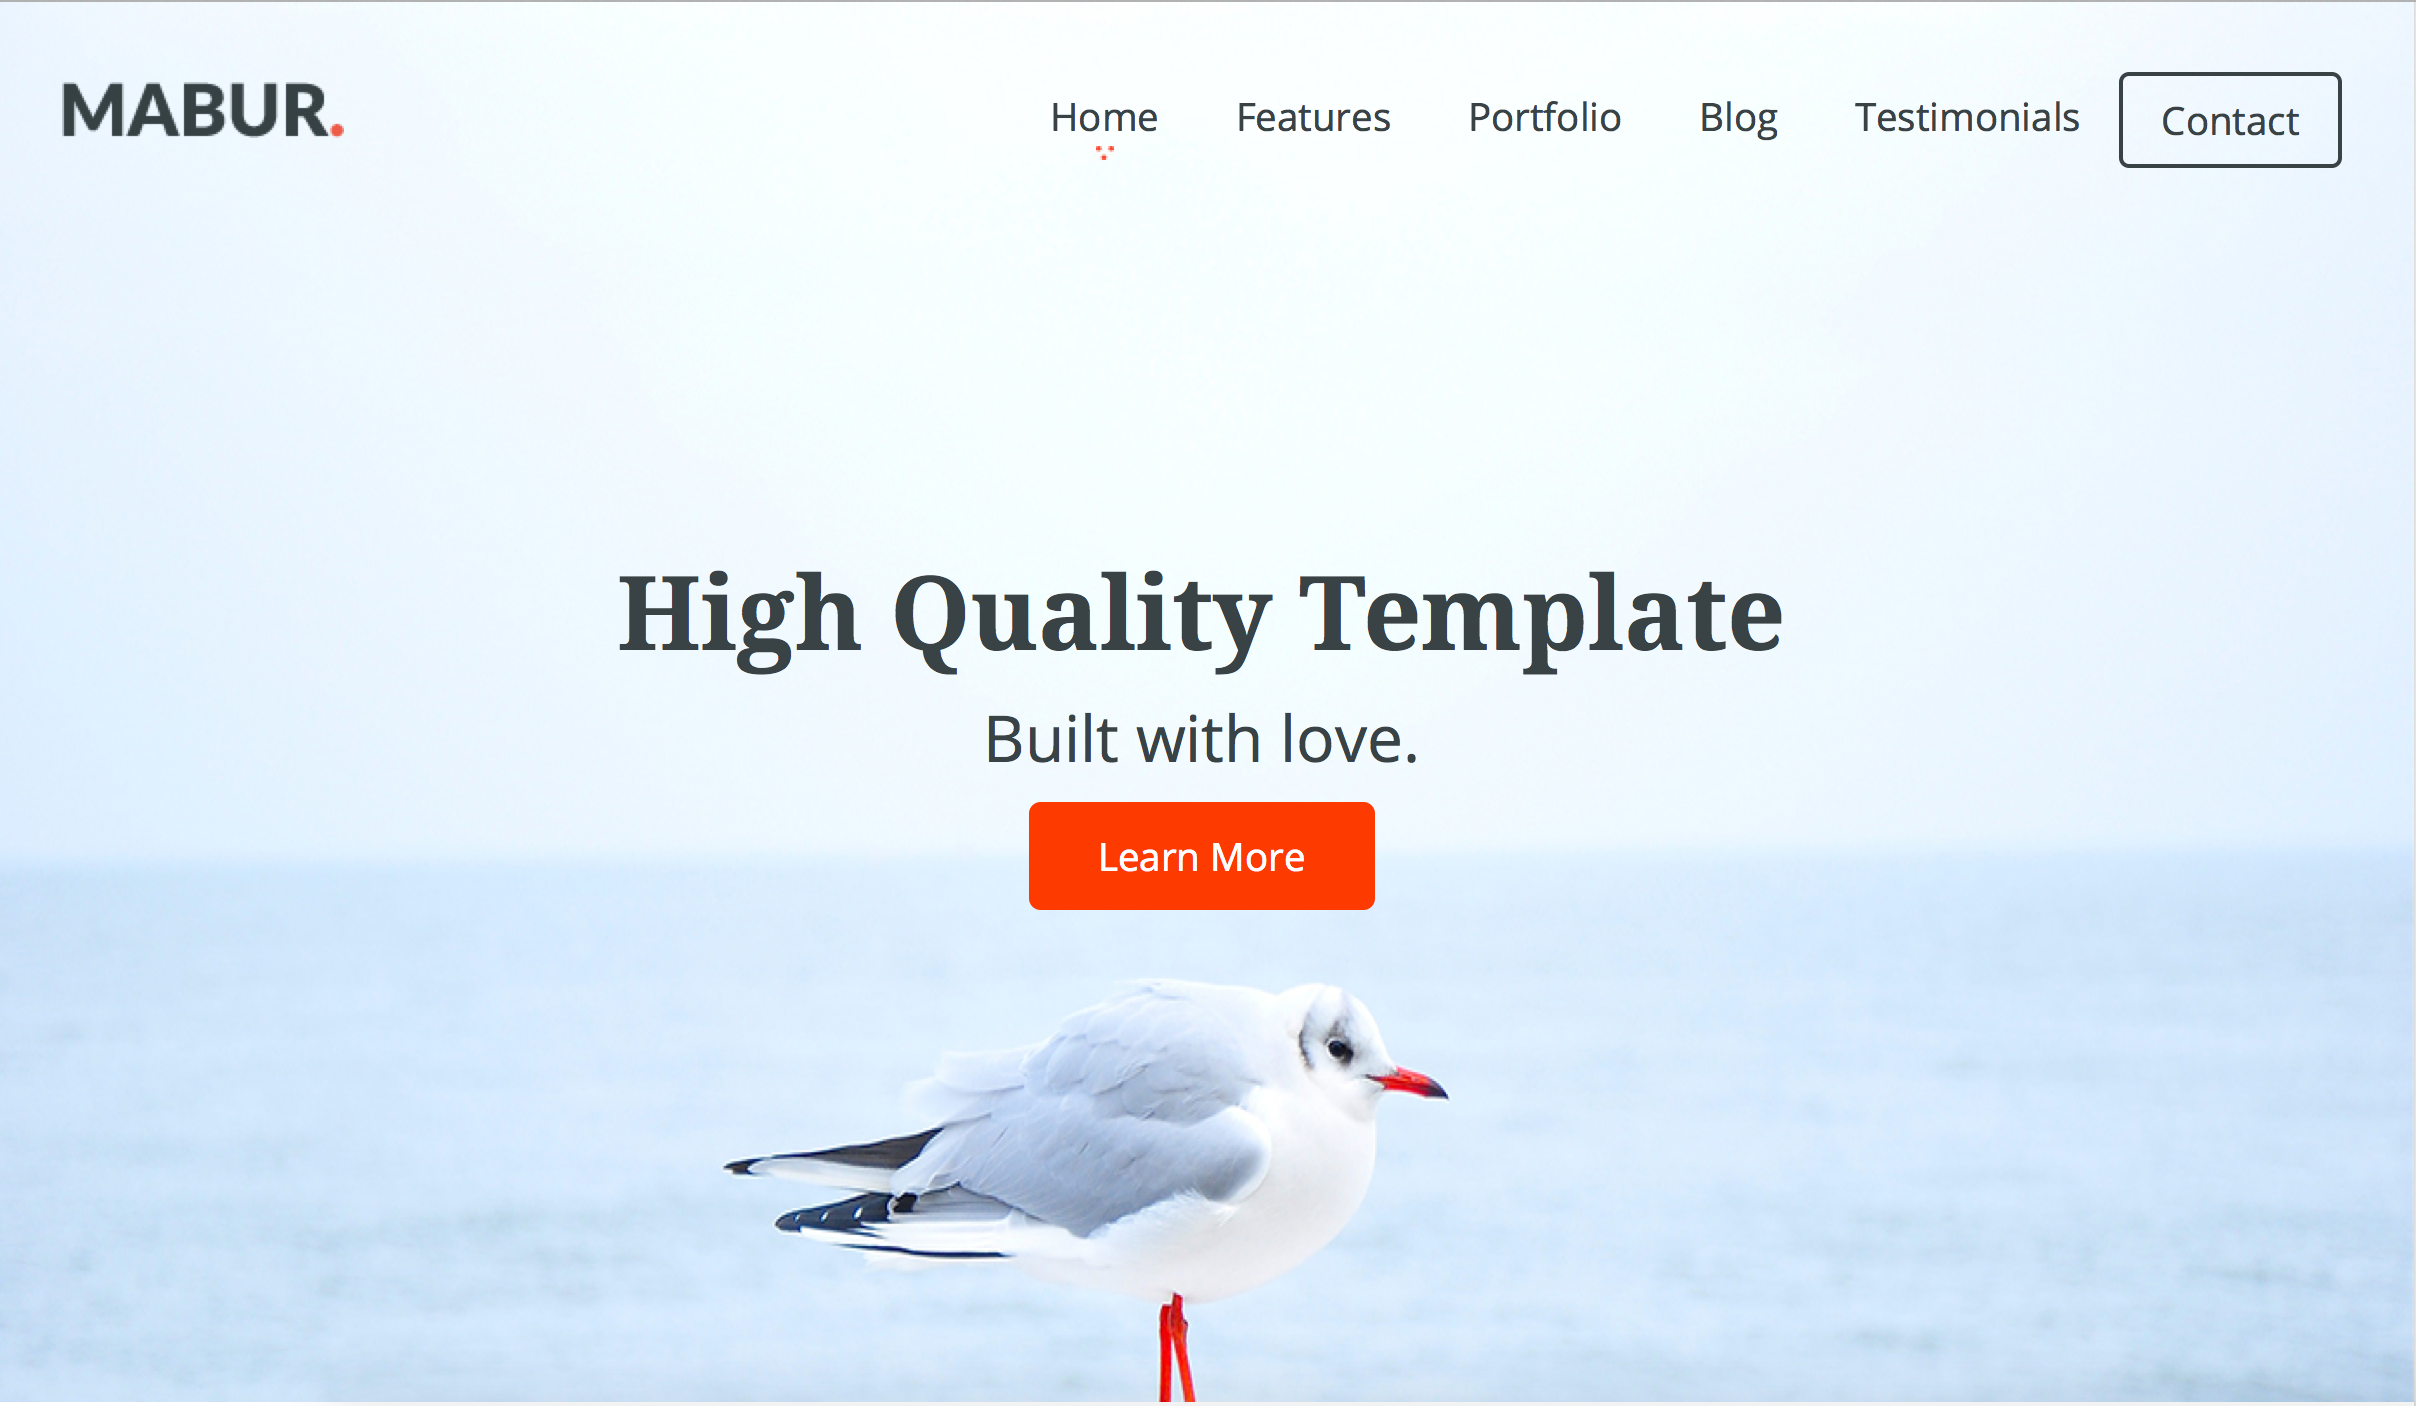 MABUR.
Home Features Portfolio Blog Testimonials Contact
High Quality Template
Built with love.
Learn More